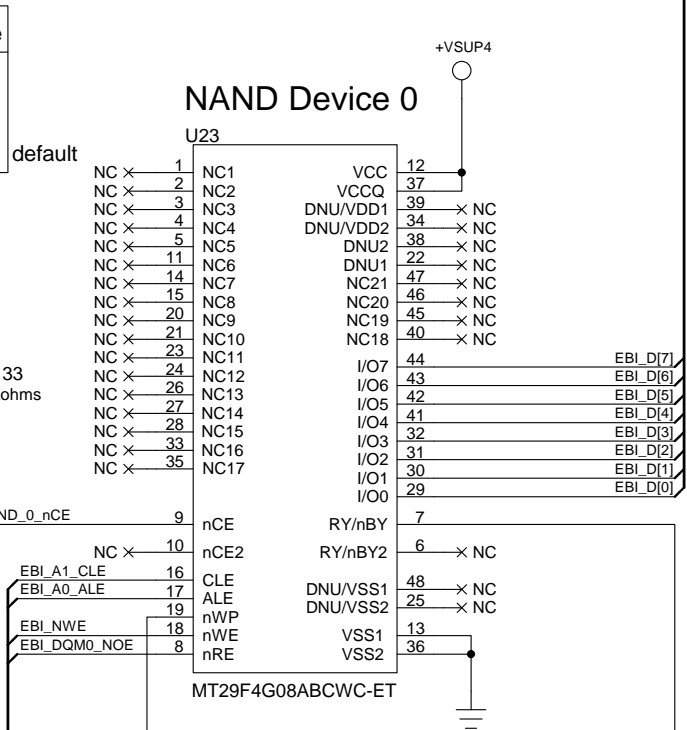 e
+VSUP4
NAND Device 0
U23
default
NC 1 NC1 VCC 12
NC 2 NC2 VCCQ 37
NC 3 NC3 DNU/VDD1 39 NC
NC 4 NC4 DNU/VDD2 34 NC
NC 5 NC5 DNU2 38 NC
NC 11 NC6 DNU1 22 NC
NC 14 NC7 NC21 47 NC
NC 15 NC8 NC20 46 NC
NC 20 NC9 NC19 45 NC
NC 21 NC10 NC18 40 NC
NC 23 NC11 I/O7 44 EBI_D[7]
33 NC 24 NC12 I/O6 43 EBI_D[6]
ohms NC 26 NC13 I/O5 42 EBI_D[5]
NC 27 NC14 I/O4 41 EBI_D[4]
NC 28 NC15 I/O3 32 EBI_D[3]
NC 33 NC16 I/O2 31 EBI_D[2]
NC 35 NC17 I/O1 30 EBI_D[1]
I/O0 29 EBI_D[0]
ND_0_nCE 9 nCE RY/nBY 7
NC 10 nCE2 RY/nBY2 6 NC
EBI_A1_CLE 16 CLE DNU/VSS1 48 NC
EBI_A0_ALE 17 ALE DNU/VSS2 25 NC
19 nWP
EBI_NWE 18 nWE VSS1 13
EBI_DQM0_NOE 8 nRE VSS2 36
MT29F4G08ABCWC-ET